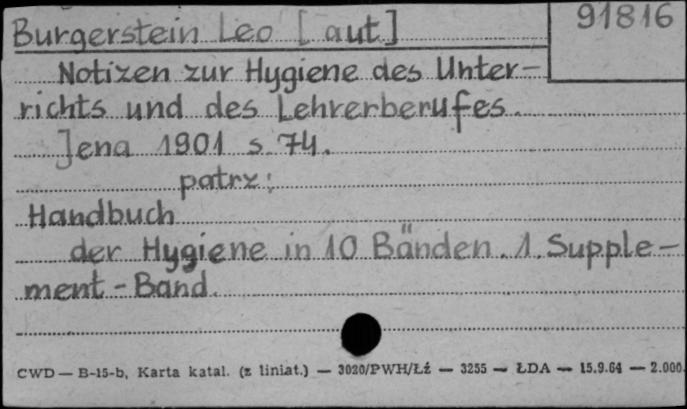 Burgerstein Leo [aut]
91816
Notizen zur Hygiene des Unter-
richts und des Lehrerberufes.
Jena 1901 s. 74.
patrz:
Handbuch
der Hygiene in 10 Bänden. 1. Supple-
ment-Band.
CWD — B-15-b, Karta katal. (z liniat.) — 3020/PWH/Łź — 3255 — ŁDA — 15.9.64 — 2.000.